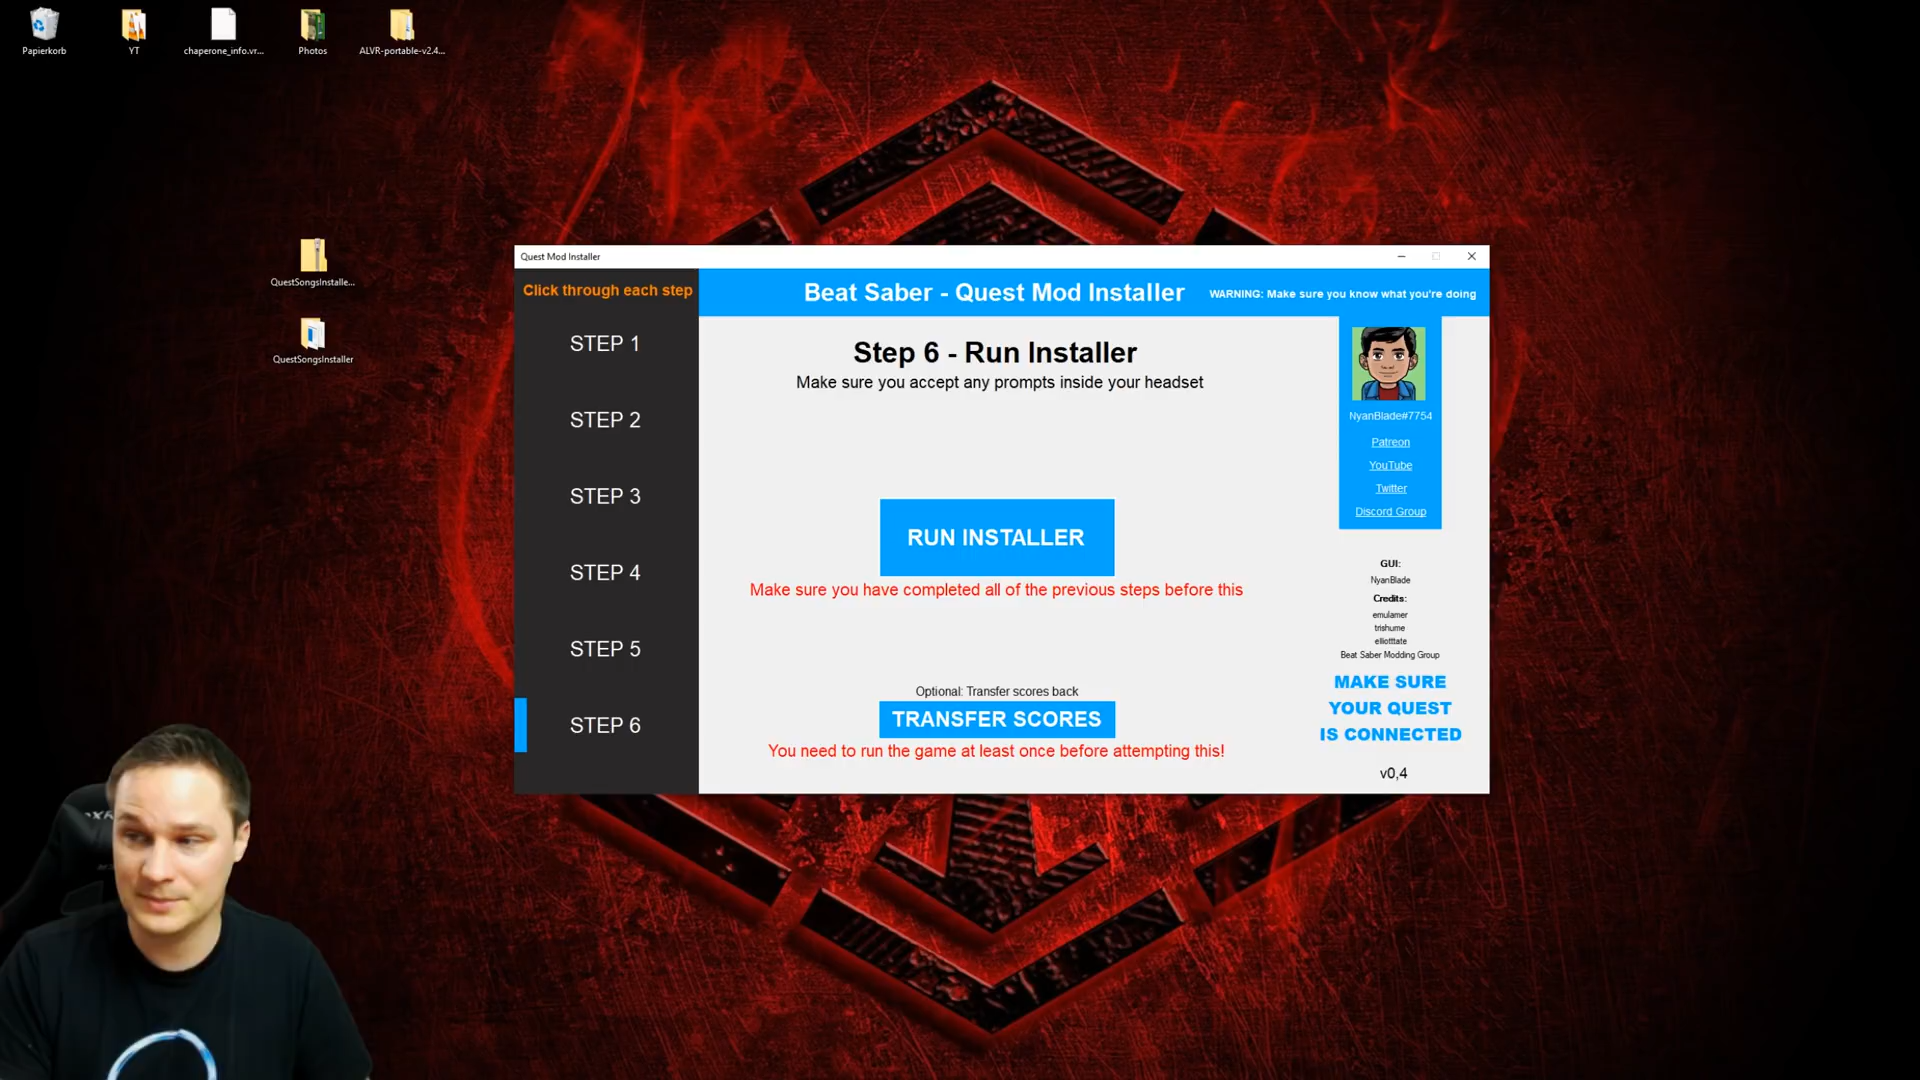 Papierkorb
YT
chaperone_info.vr...
Photos
ALVR-portable-v2.4...
QuestSongsInstalle...
QuestSongsInstaller
Quest Mod Installer
Click through each step
STEP 1
STEP 2
STEP 3
STEP 4
STEP 5
STEP 6
Beat Saber - Quest Mod Installer
WARNING: Make sure you know what you're doing
Step 6 - Run Installer
Make sure you accept any prompts inside your headset
RUN INSTALLER
Make sure you have completed all of the previous steps before this
Optional: Transfer scores back
TRANSFER SCORES
You need to run the game at least once before attempting this!
NyanBlade#7754
Patreon
YouTube
Twitter
Discord Group
GUI:
NyanBlade
Credits:
emulamer
trishume
elliotttate
Beat Saber Modding Group
MAKE SURE
YOUR QUEST
IS CONNECTED
v0,4